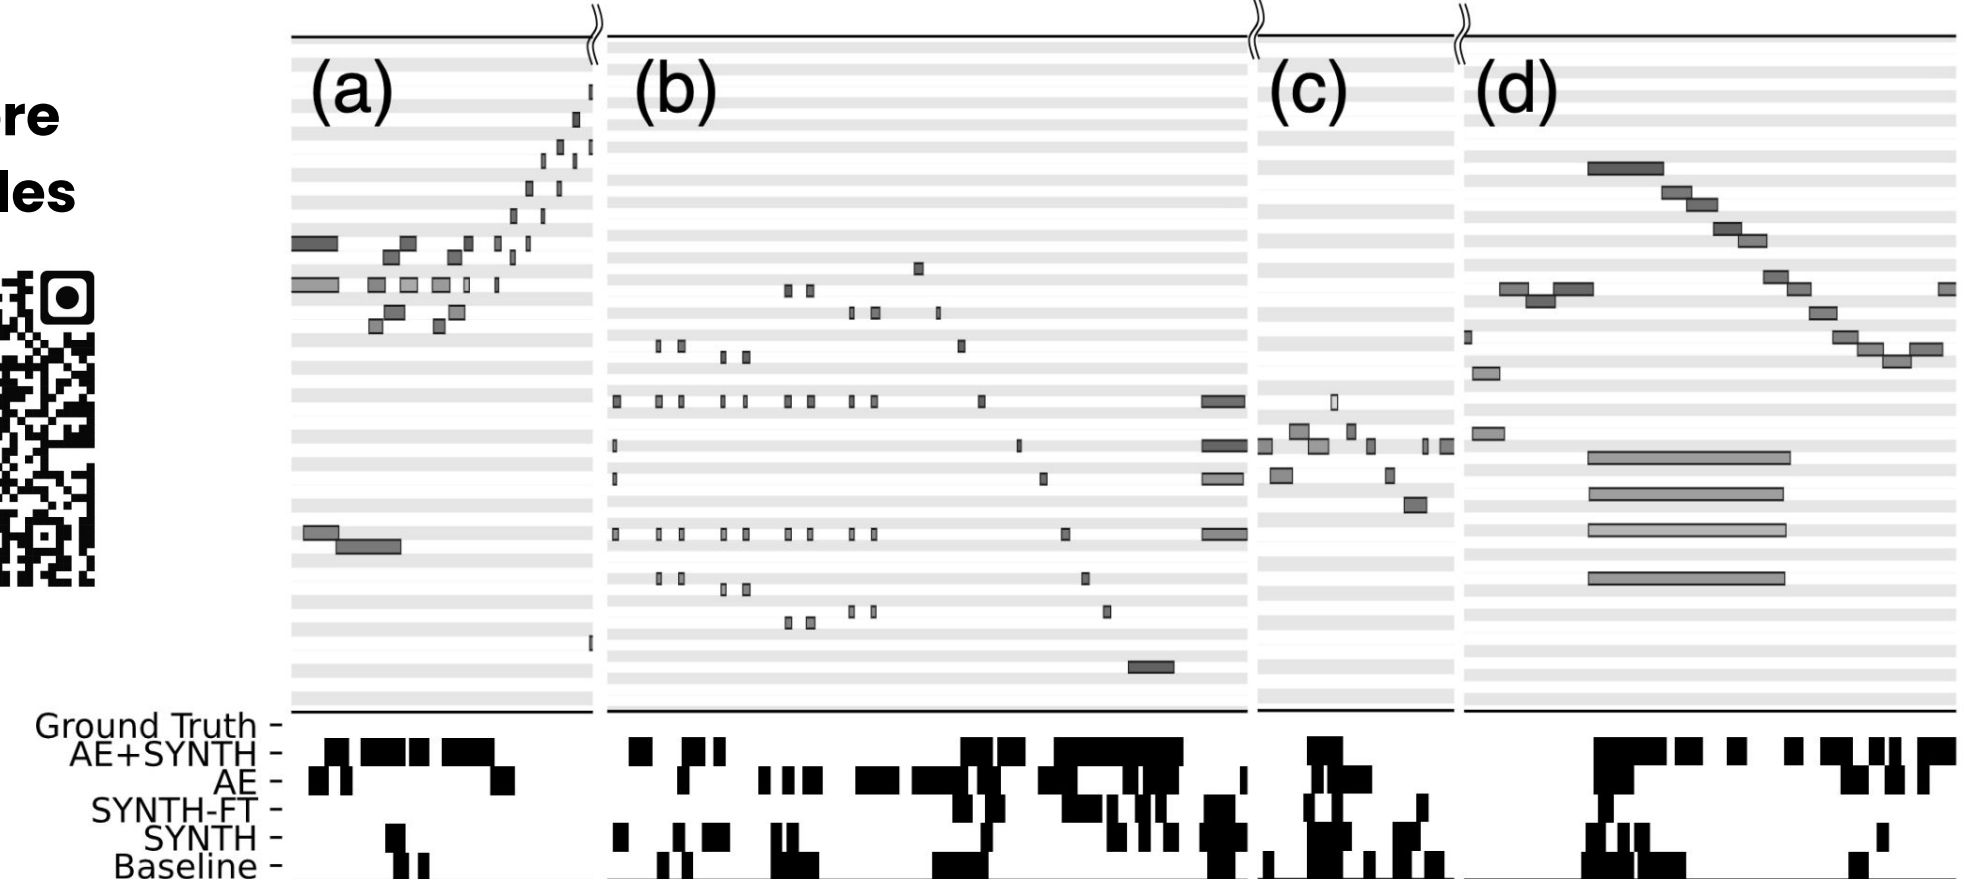 (a) (b) (c) (d)
re
les
Ground Truth
AE+SYNTH
AE
SYNTH-FT
SYNTH
Baseline